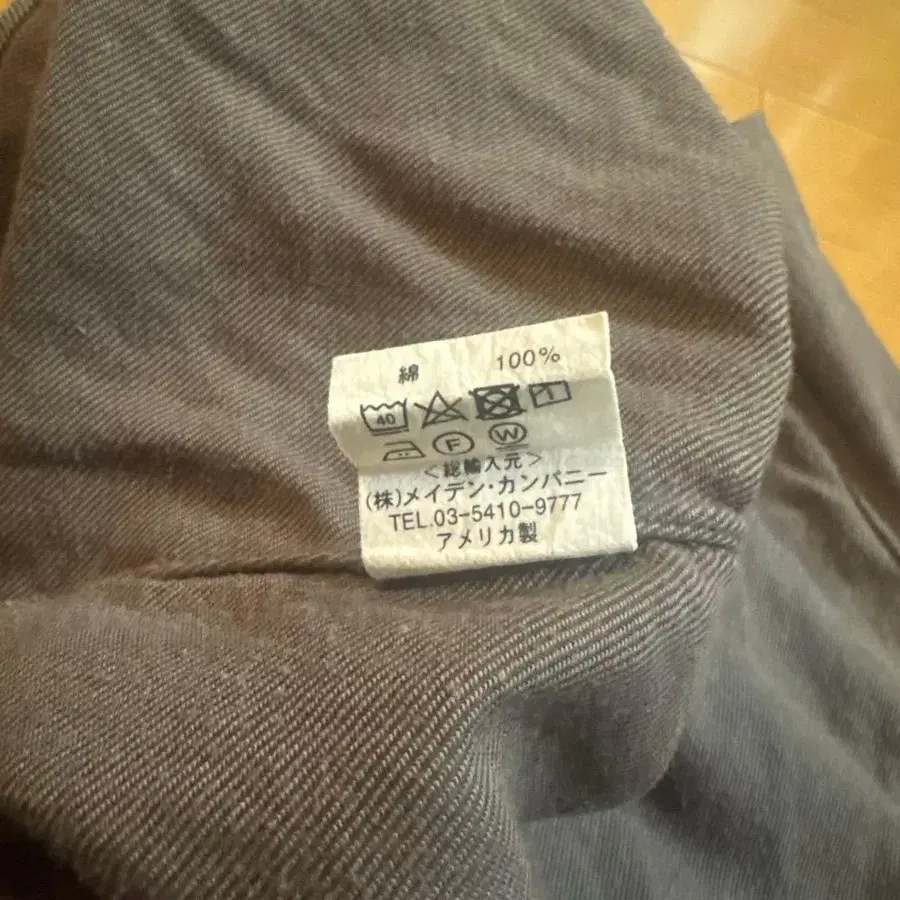 綿 100%
40
F W
<総輸入元>
(株)メイデン・カンパニー
TEL.03-5410-9777
アメリカ製